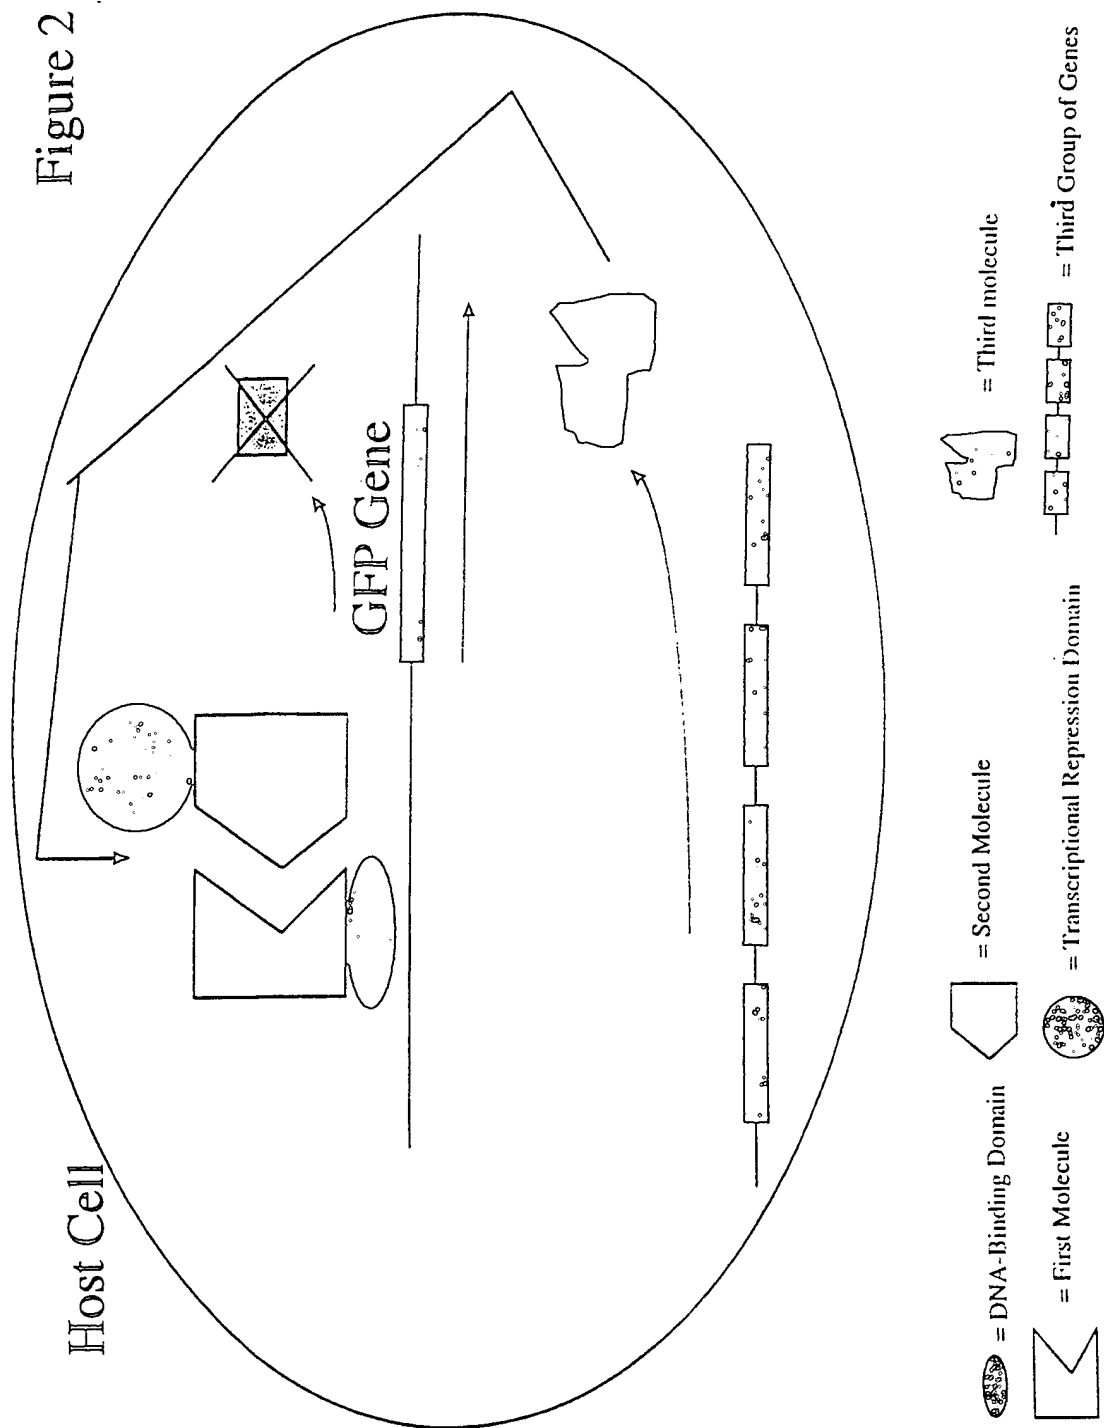 Figure 2
Host Cell
GFP Gene
= DNA-Binding Domain
= Second Molecule
= Third molecule
= First Molecule
= Transcriptional Repression Domain
= Third Group of Genes